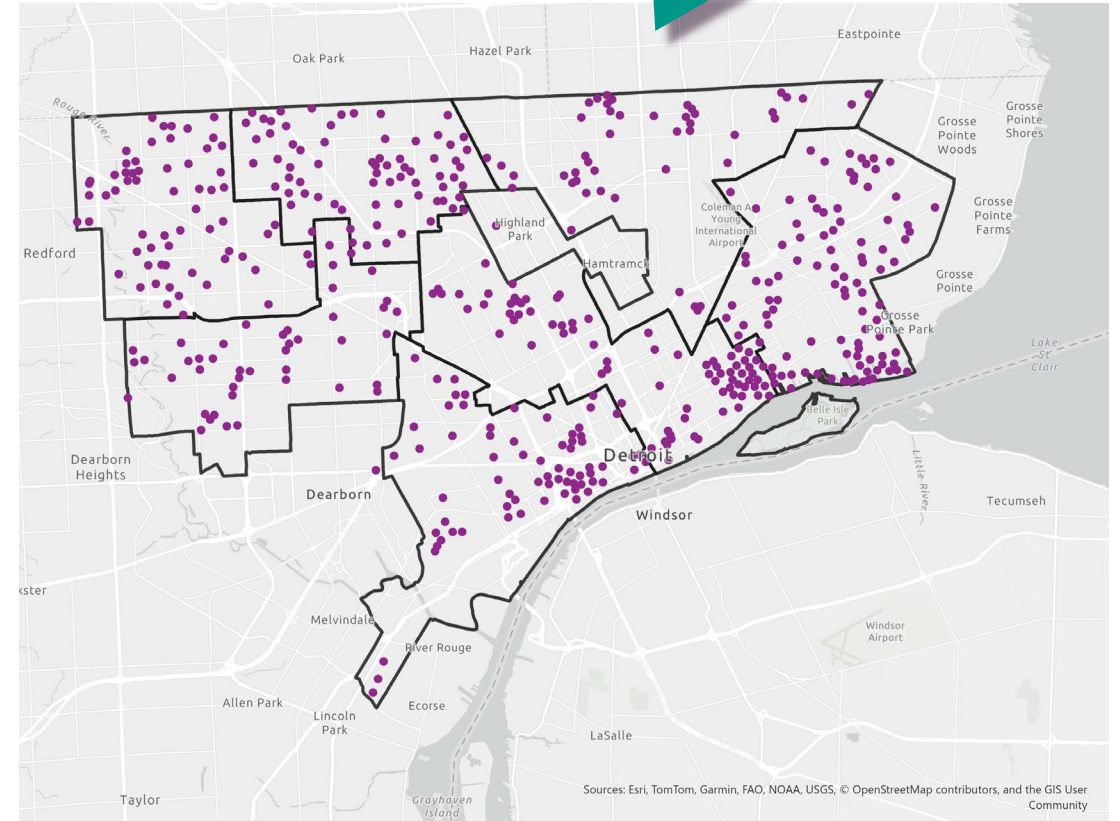 Eastpointe
Hazel Park
Oak Park
Rouge River
Grosse
Pointe
Shores
Grosse
Pointe
Woods
Coleman A
Young
International
Airport
Grosse
Pointe
Farms
Highland
Park
Redford
Hamtramck
Grosse
Pointe
Grosse
Pointe Park
Lake
St
Clair
Belle Isle
Park
Detroit
Dearborn
Heights
Dearborn
Little River
Tecumseh
Windsor
kster
Melvindale
Windsor
Airport
River Rouge
Allen Park
Ecorse
Lincoln
Park
LaSalle
Taylor
Grayhaven
Island
Sources: Esri, TomTom, Garmin, FAO, NOAA, USGS, © OpenStreetMap contributors, and the GIS User
Community